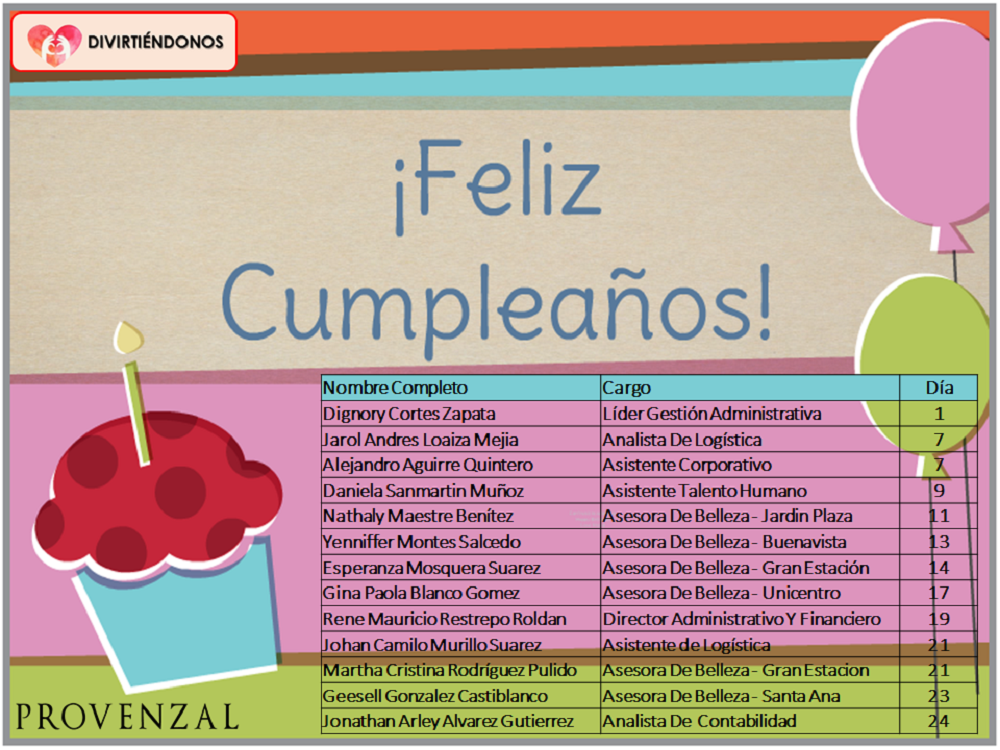 DIVIRTIÉNDONOS
¡Feliz
Cumpleaños!
Nombre Completo Cargo Día
Dignory Cortes Zapata Líder Gestión Administrativa 1
Jarol Andres Loaiza Mejia Analista De Logística 7
Alejandro Aguirre Quintero Asistente Corporativo 7
Daniela Sanmartin Muñoz Asistente Talento Humano 9
Nathaly Maestre Benítez Asesora De Belleza - Jardin Plaza 11
Yenniffer Montes Salcedo Asesora De Belleza - Buenavista 13
Esperanza Mosquera Suarez Asesora De Belleza - Gran Estación 14
Gina Paola Blanco Gomez Asesora De Belleza - Unicentro 17
Rene Mauricio Restrepo Roldan Director Administrativo Y Financiero 19
Johan Camilo Murillo Suarez Asistente de Logística 21
Martha Cristina Rodríguez Pulido Asesora De Belleza - Gran Estacion 21
Geesell Gonzalez Castiblanco Asesora De Belleza - Santa Ana 23
Jonathan Arley Alvarez Gutierrez Analista De Contabilidad 24
PROVENZAL